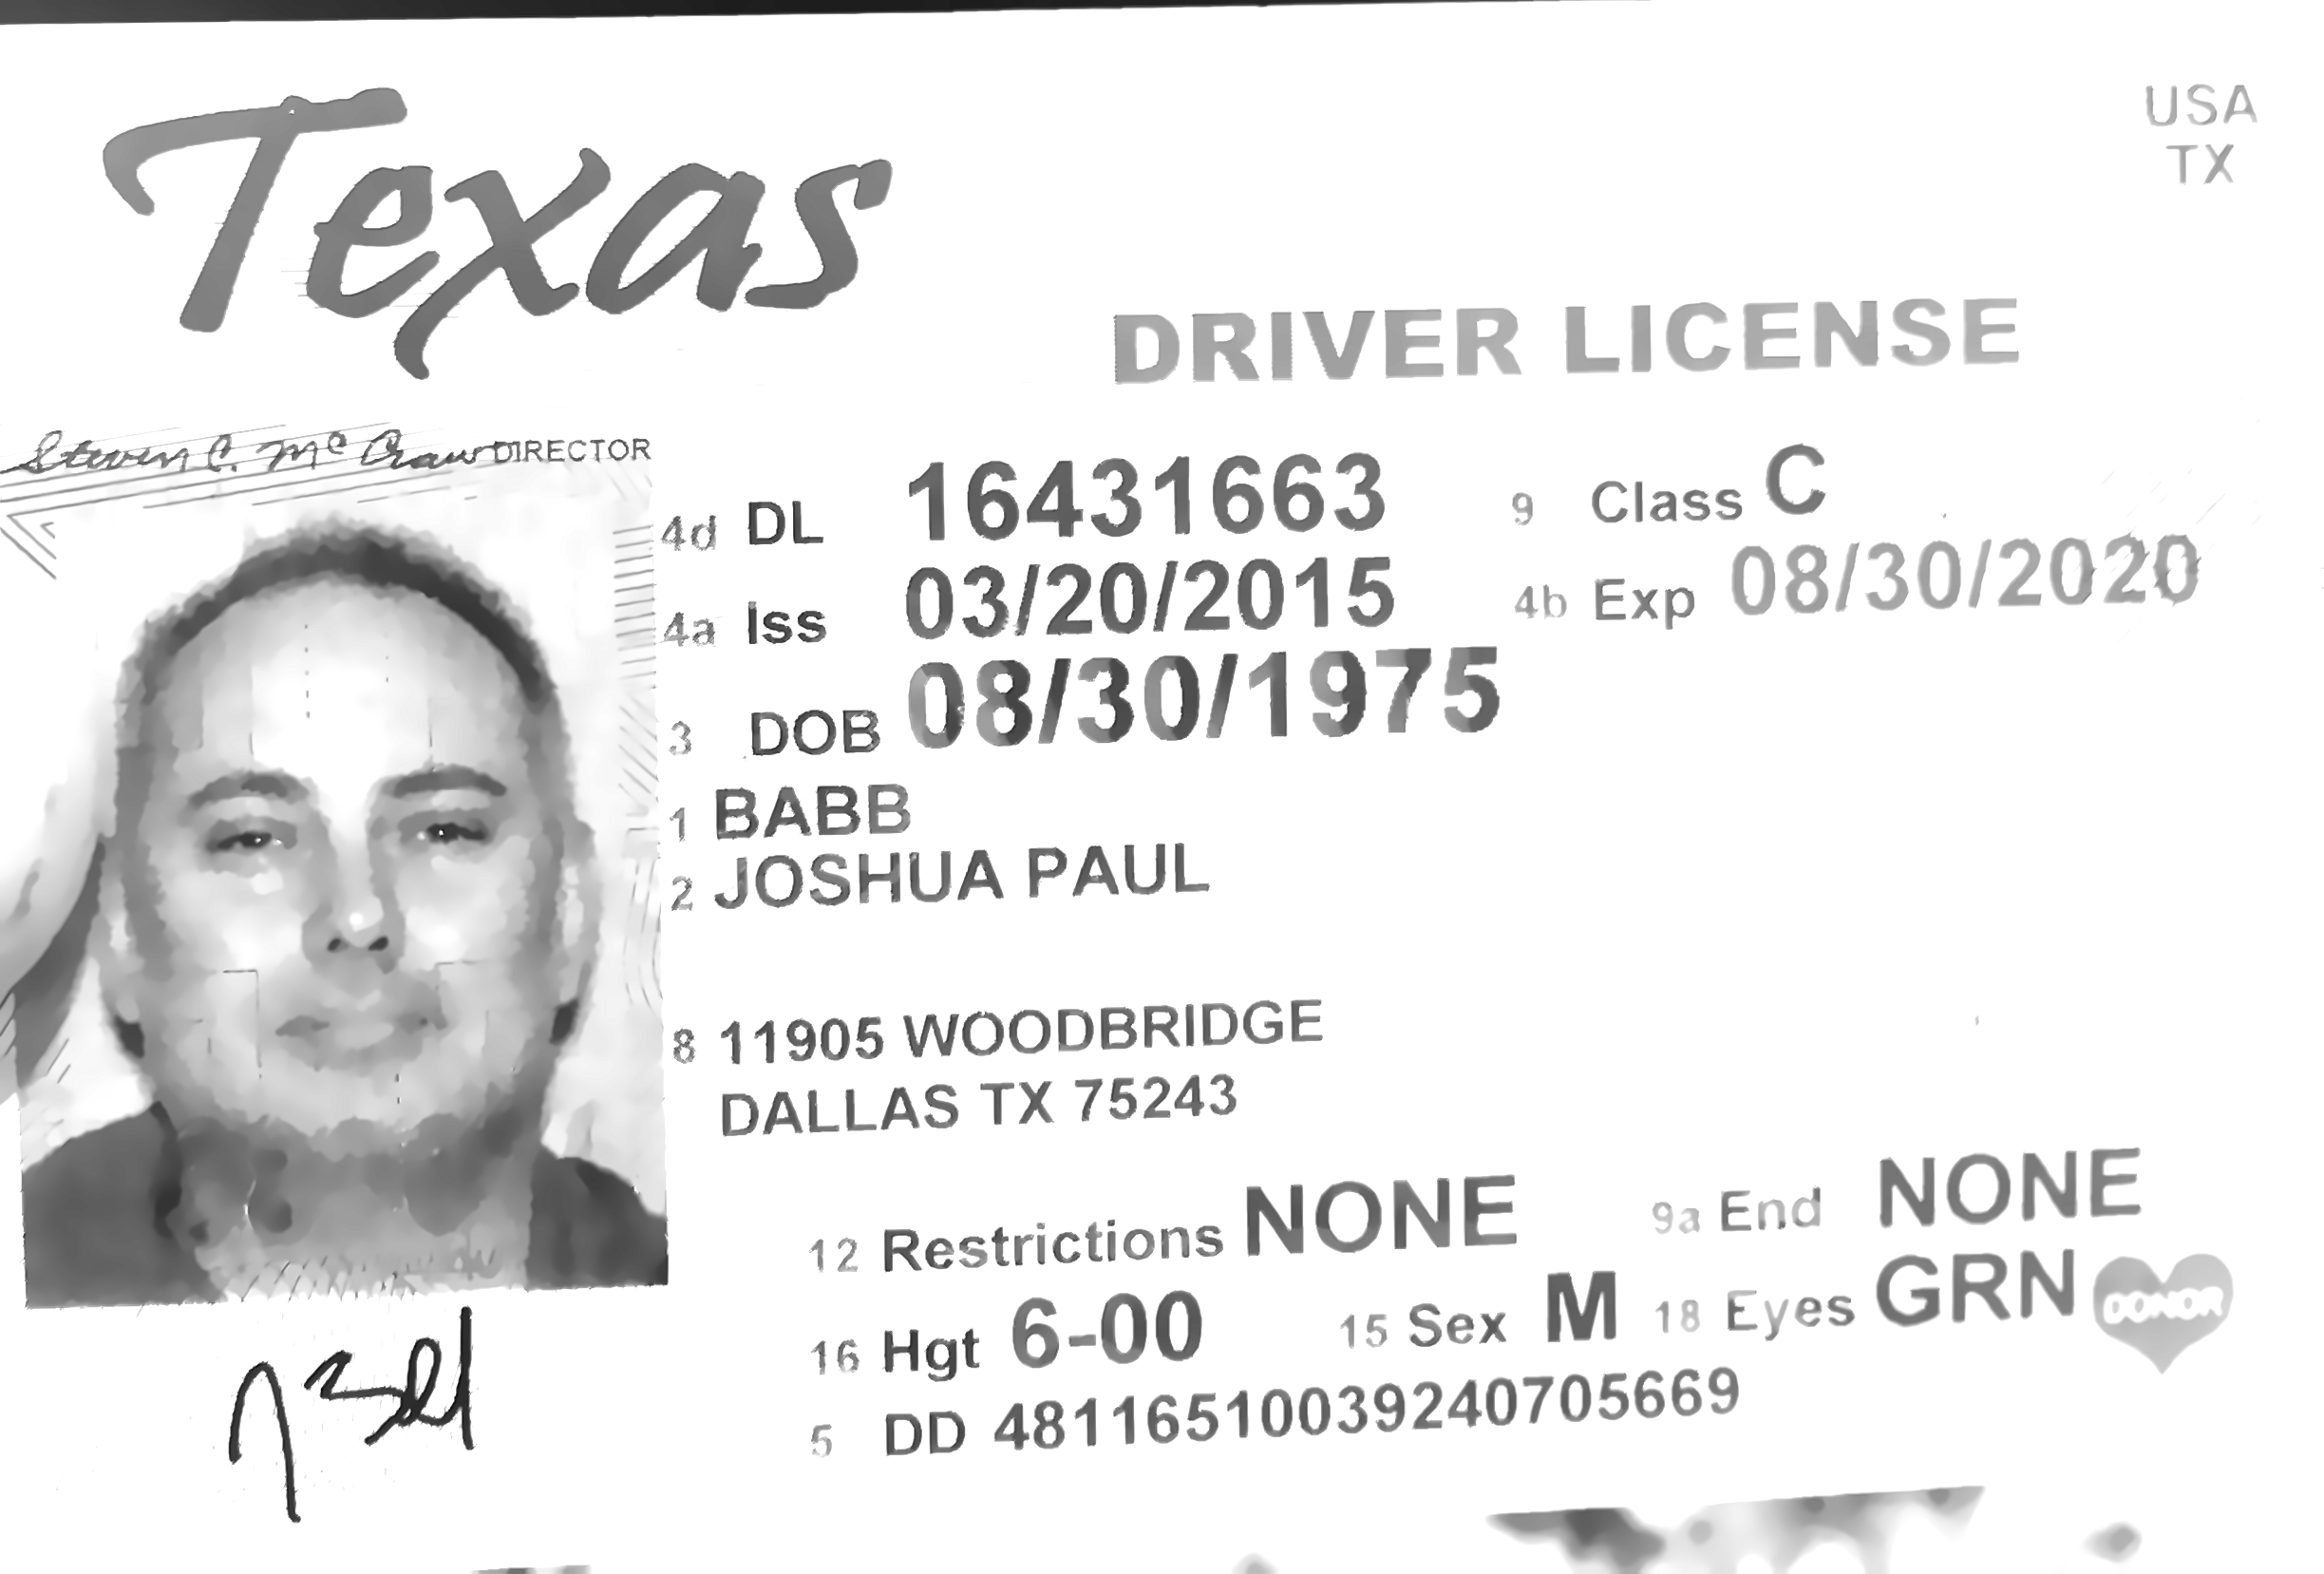 Texas
USA
TX
DRIVER LICENSE
Steven C. McCraw DIRECTOR
4d DL 16431663 9 Class C
4a Iss 03/20/2015 4b Exp 08/30/2020
3 DOB 08/30/1975
1 BABB
2 JOSHUA PAUL
8 11905 WOODBRIDGE
DALLAS TX 75243
12 Restrictions NONE 9a End NONE
16 Hgt 6-00 15 Sex M 18 Eyes GRN DONOR
5 DD 48116510039240705669